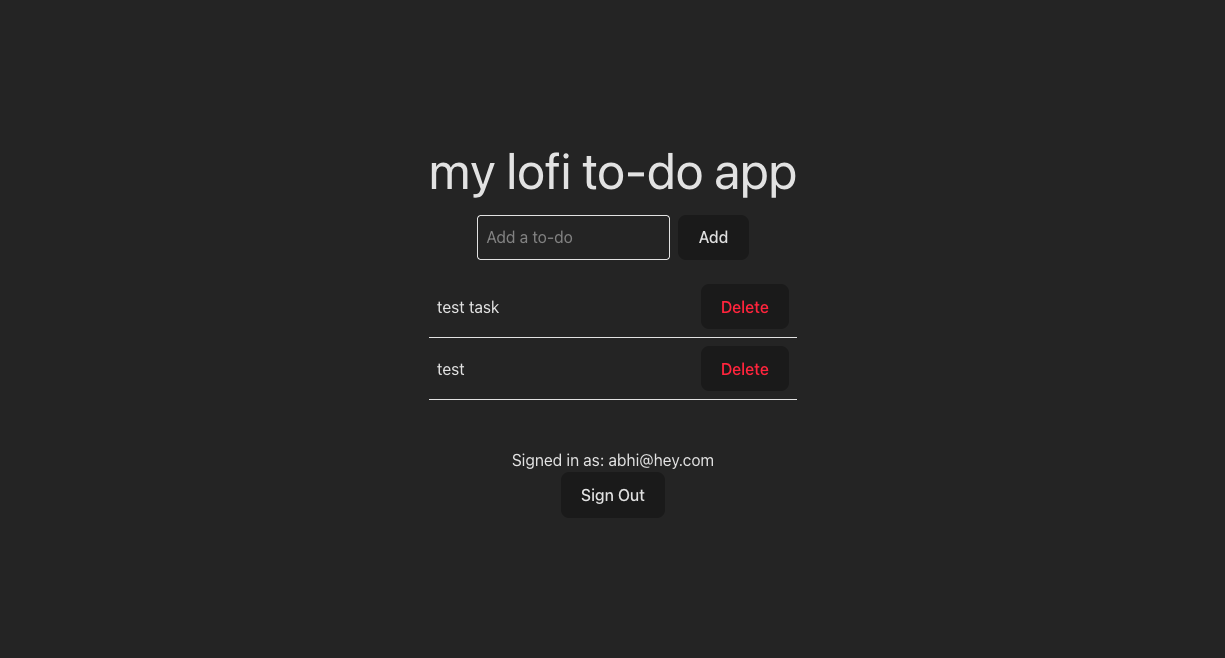 my lofi to-do app
Add a to-do Add
test task Delete
test Delete
Signed in as: abhi@hey.com
Sign Out